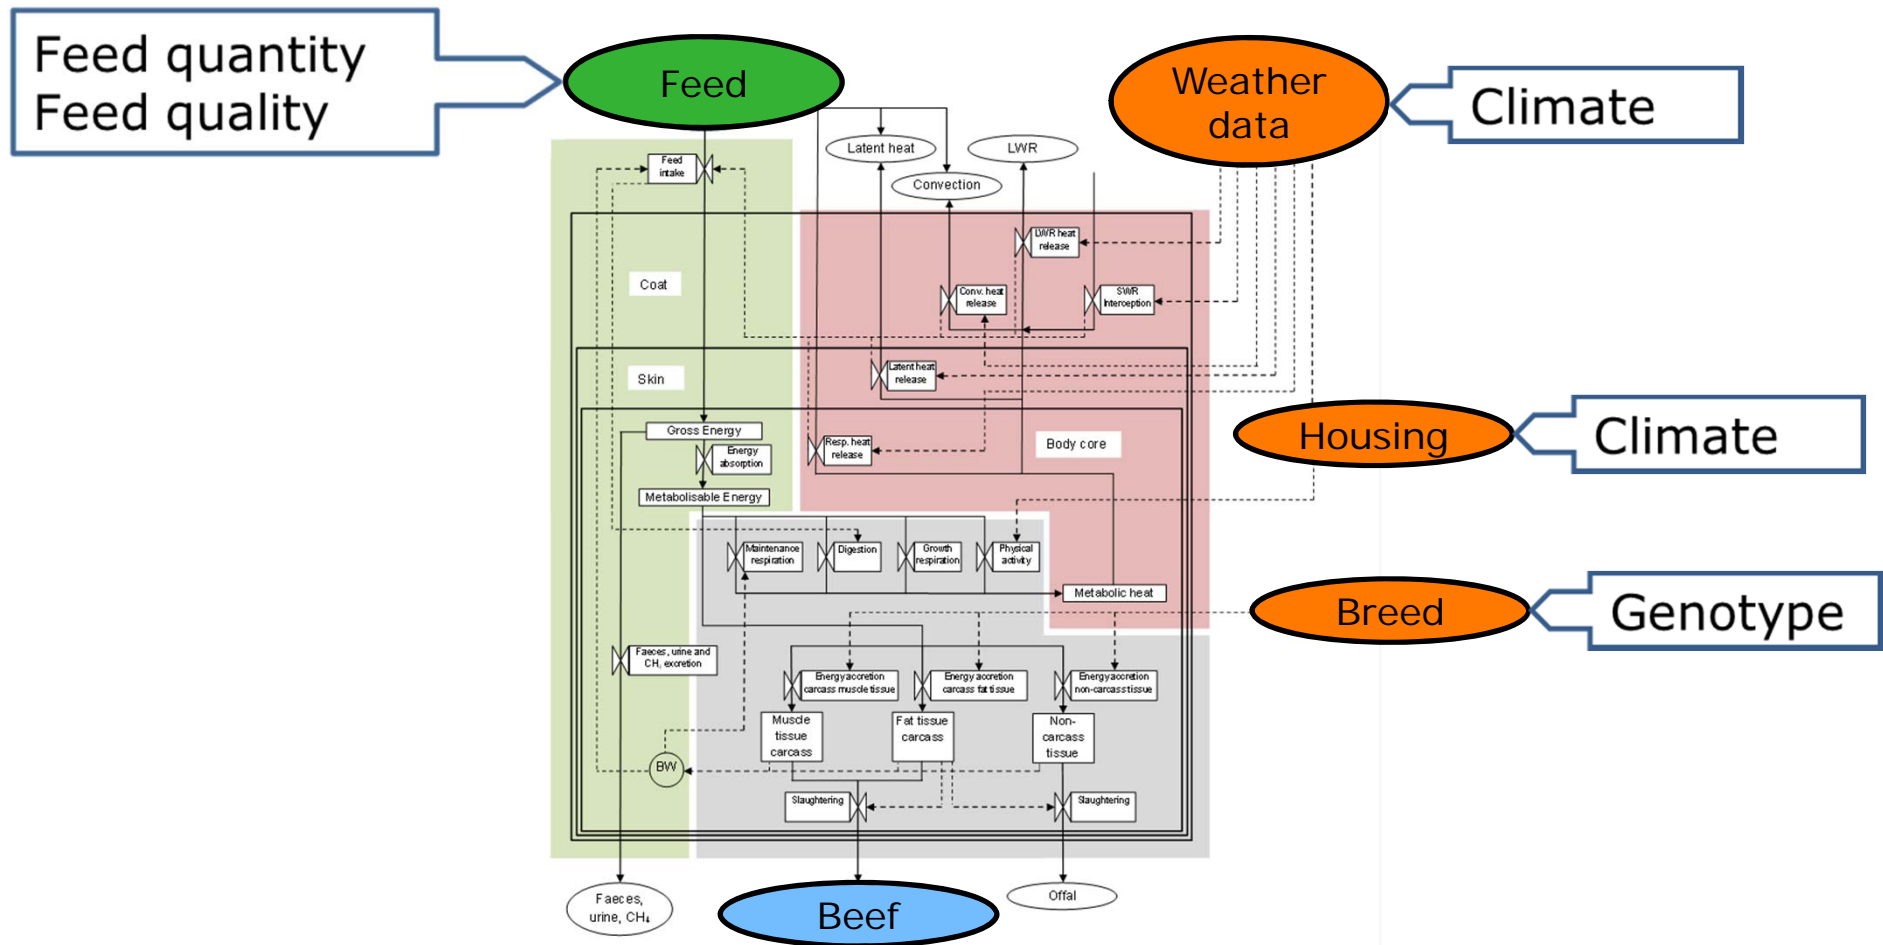 Feed quantity
Feed quality
Feed
Weather
data
Climate
Latent heat
LWR
Convection
Feed
intake
LWR heat
release
Coat
Conv. heat
release
SWR
Interception
Skin
Latent heat
release
Gross Energy
Energy
absorption
Resp. heat
release
Body core
Housing
Climate
Metabolisable Energy
Maintenance
respiration
Digestion
Growth
respiration
Physical
activity
Metabolic heat
Breed
Genotype
Faeces, urine and
CH₄ excretion
Energy accretion
carcass muscle tissue
Energy accretion
carcass fat tissue
Energy accretion
non-carcass tissue
Muscle
tissue
carcass
Fat tissue
carcass
Non-
carcass
tissue
BW
Slaughtering
Slaughtering
Faeces,
urine, CH₄
Beef
Offal